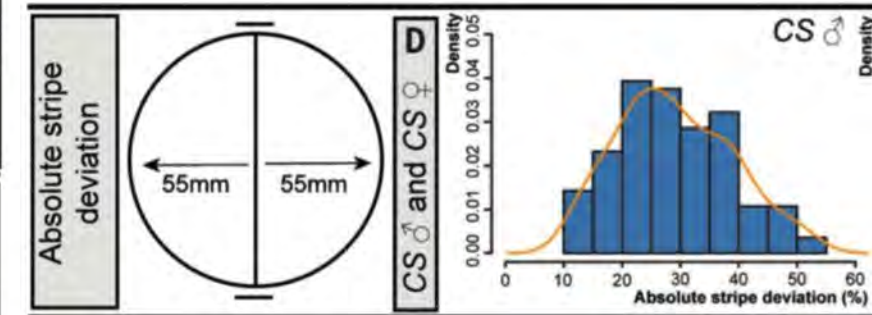 Absolute stripe
deviation
55mm 55mm
D
CS ♂ and CS ♀
Density
0.00 0.01 0.02 0.03 0.04 0.05
CS ♂
0 10 20 30 40 50 60
Absolute stripe deviation (%)
Density